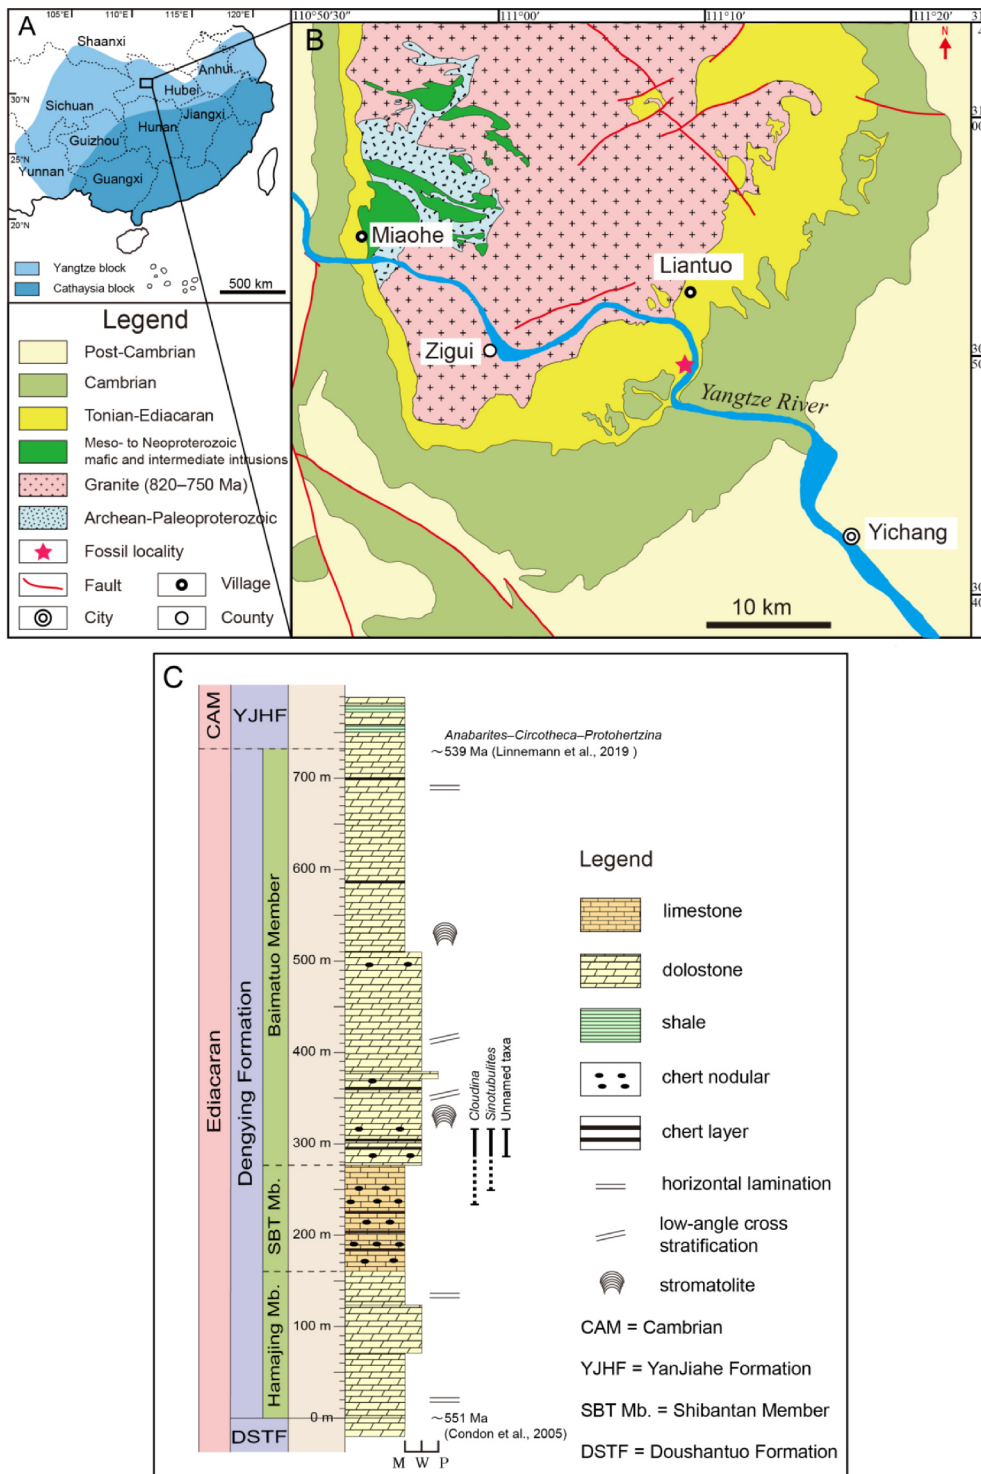 A
105°E
110°E
115°E
120°E
Shaanxi
Anhui
Hubei
30°N
Sichuan
Jiangxi
Hunan
Guizhou
25°N
Yunnan
Guangxi
20°N
Yangtze block
Cathaysia block
500 km
Legend
Post-Cambrian
Cambrian
Tonian-Ediacaran
Meso- to Neoproterozoic
mafic and intermediate intrusions
Granite (820–750 Ma)
Archean-Paleoproterozoic
Fossil locality
Fault
Village
City
County
110°50'30"
111°00'
111°10'
111°20'
B
N
Miaohe
Liantuo
Zigui
Yangtze River
Yichang
10 km
C
CAM
YJHF
Anabarites–Circotheca–Protohertzina
~539 Ma (Linnemann et al., 2019 )
700 m
600 m
500 m
400 m
300 m
200 m
100 m
0 m
Ediacaran
Dengying Formation
Baimatuo Member
SBT Mb.
Hamajing Mb.
DSTF
Cloudina
Sinotubulites
Unnamed taxa
~551 Ma
(Condon et al., 2005)
M W P
Legend
limestone
dolostone
shale
chert nodular
chert layer
horizontal lamination
low-angle cross
stratification
stromatolite
CAM = Cambrian
YJHF = YanJiahe Formation
SBT Mb. = Shibantan Member
DSTF = Doushantuo Formation